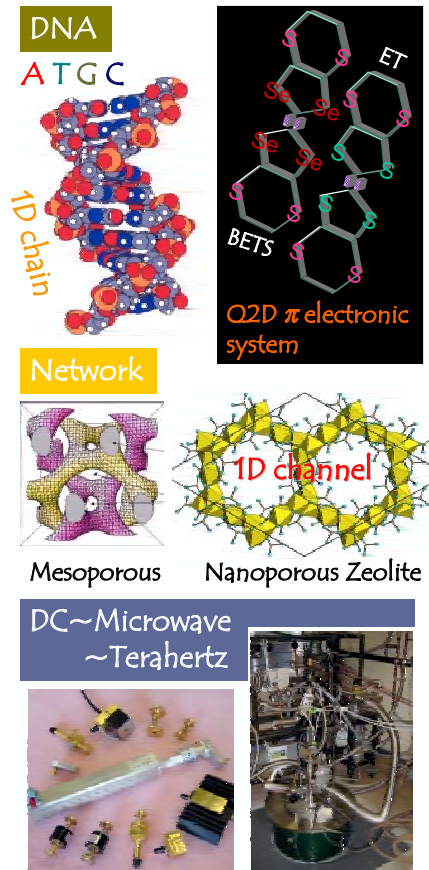 DNA
A T G C
1D chain
S
S
ET
Se
Se
S
S
Se
Se
S
S
S
S
S
S
S
S
BETS
Q2D π electronic
system
Network
1D channel
Mesoporous
Nanoporous Zeolite
DC~Microwave
~Terahertz